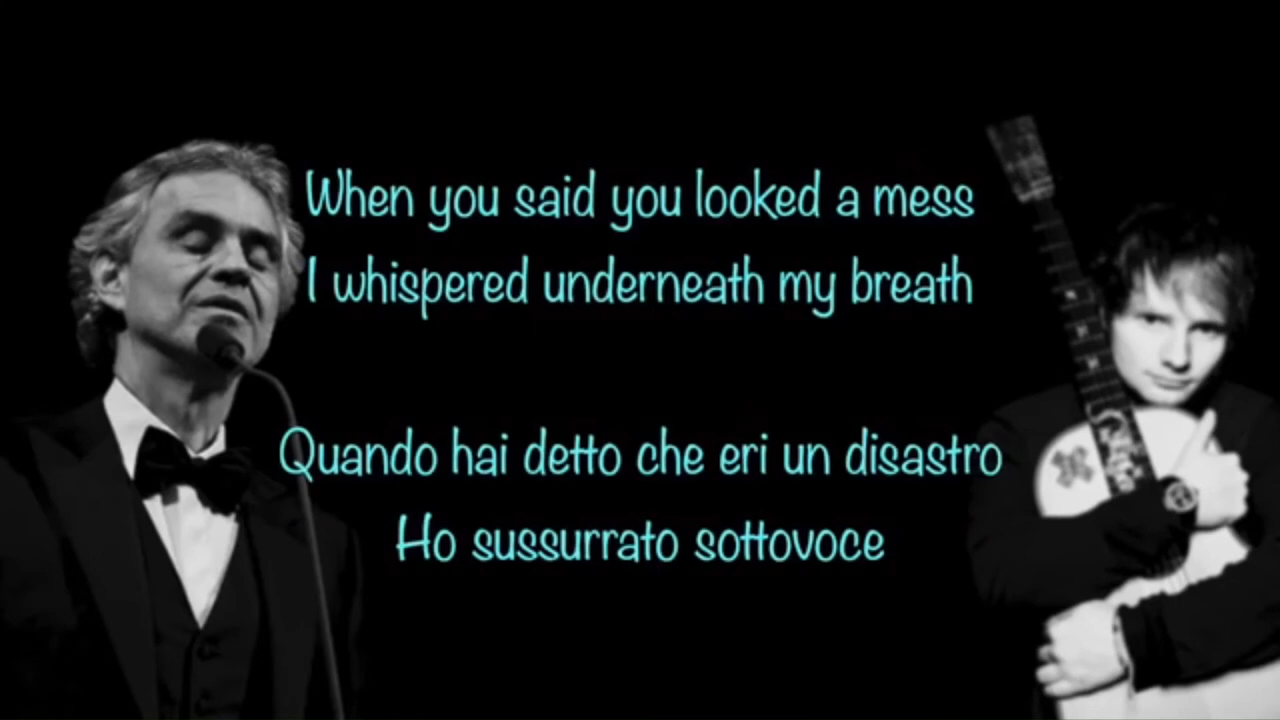 When you said you looked a mess
I whispered underneath my breath
Quando hai detto che eri un disastro
Ho sussurrato sottovoce